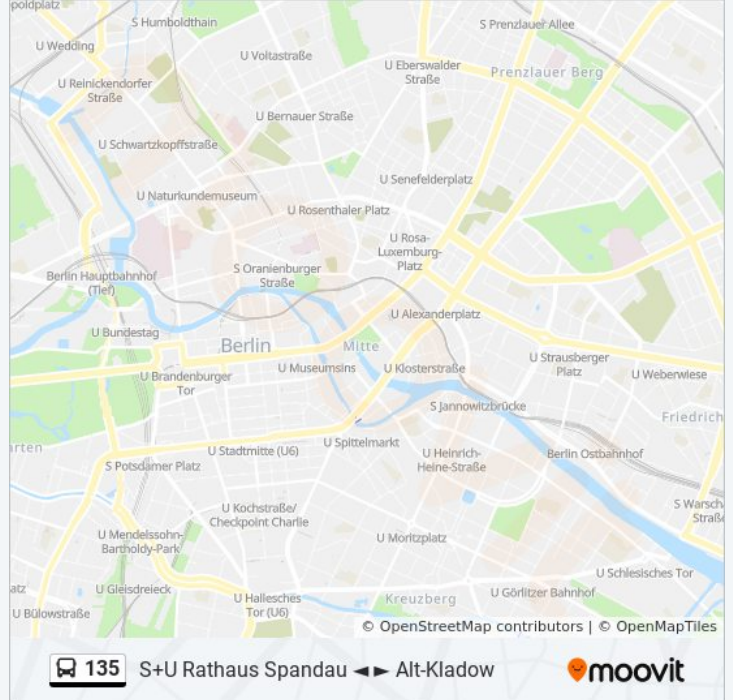 poldplatz
S Humboldthain
S Prenzlauer Allee
U Wedding
U Voltastraße
U Eberswalder
Straße
Prenzlauer Berg
U Reinickendorfer
Straße
U Bernauer Straße
U Schwartzkopffstraße
U Senefelderplatz
U Naturkundemuseum
U Rosenthaler Platz
U Rosa-
Luxemburg-
Platz
S Oranienburger
Straße
Berlin Hauptbahnhof
(Tief)
U Alexanderplatz
U Bundestag
Berlin
Mitte
U Strausberger
Platz
U Museumsins
U Klosterstraße
U Weberwiese
U Brandenburger
Tor
S Jannowitzbrücke
Friedrich
U Spittelmarkt
rten
U Stadtmitte (U6)
U Heinrich-
Heine-Straße
Berlin Ostbahnhof
S Potsdamer Platz
S Warsch
Straße
U Kochstraße/
Checkpoint Charlie
U Mendelssohn-
Bartholdy-Park
U Moritzplatz
U Schlesisches Tor
atz
U Gleisdreieck
U Hallesches
Tor (U6)
Kreuzberg
U Görlitzer Bahnhof
U Bülowstraße
© OpenStreetMap contributors | © OpenMapTiles
135 S+U Rathaus Spandau ◄► Alt-Kladow
moovit